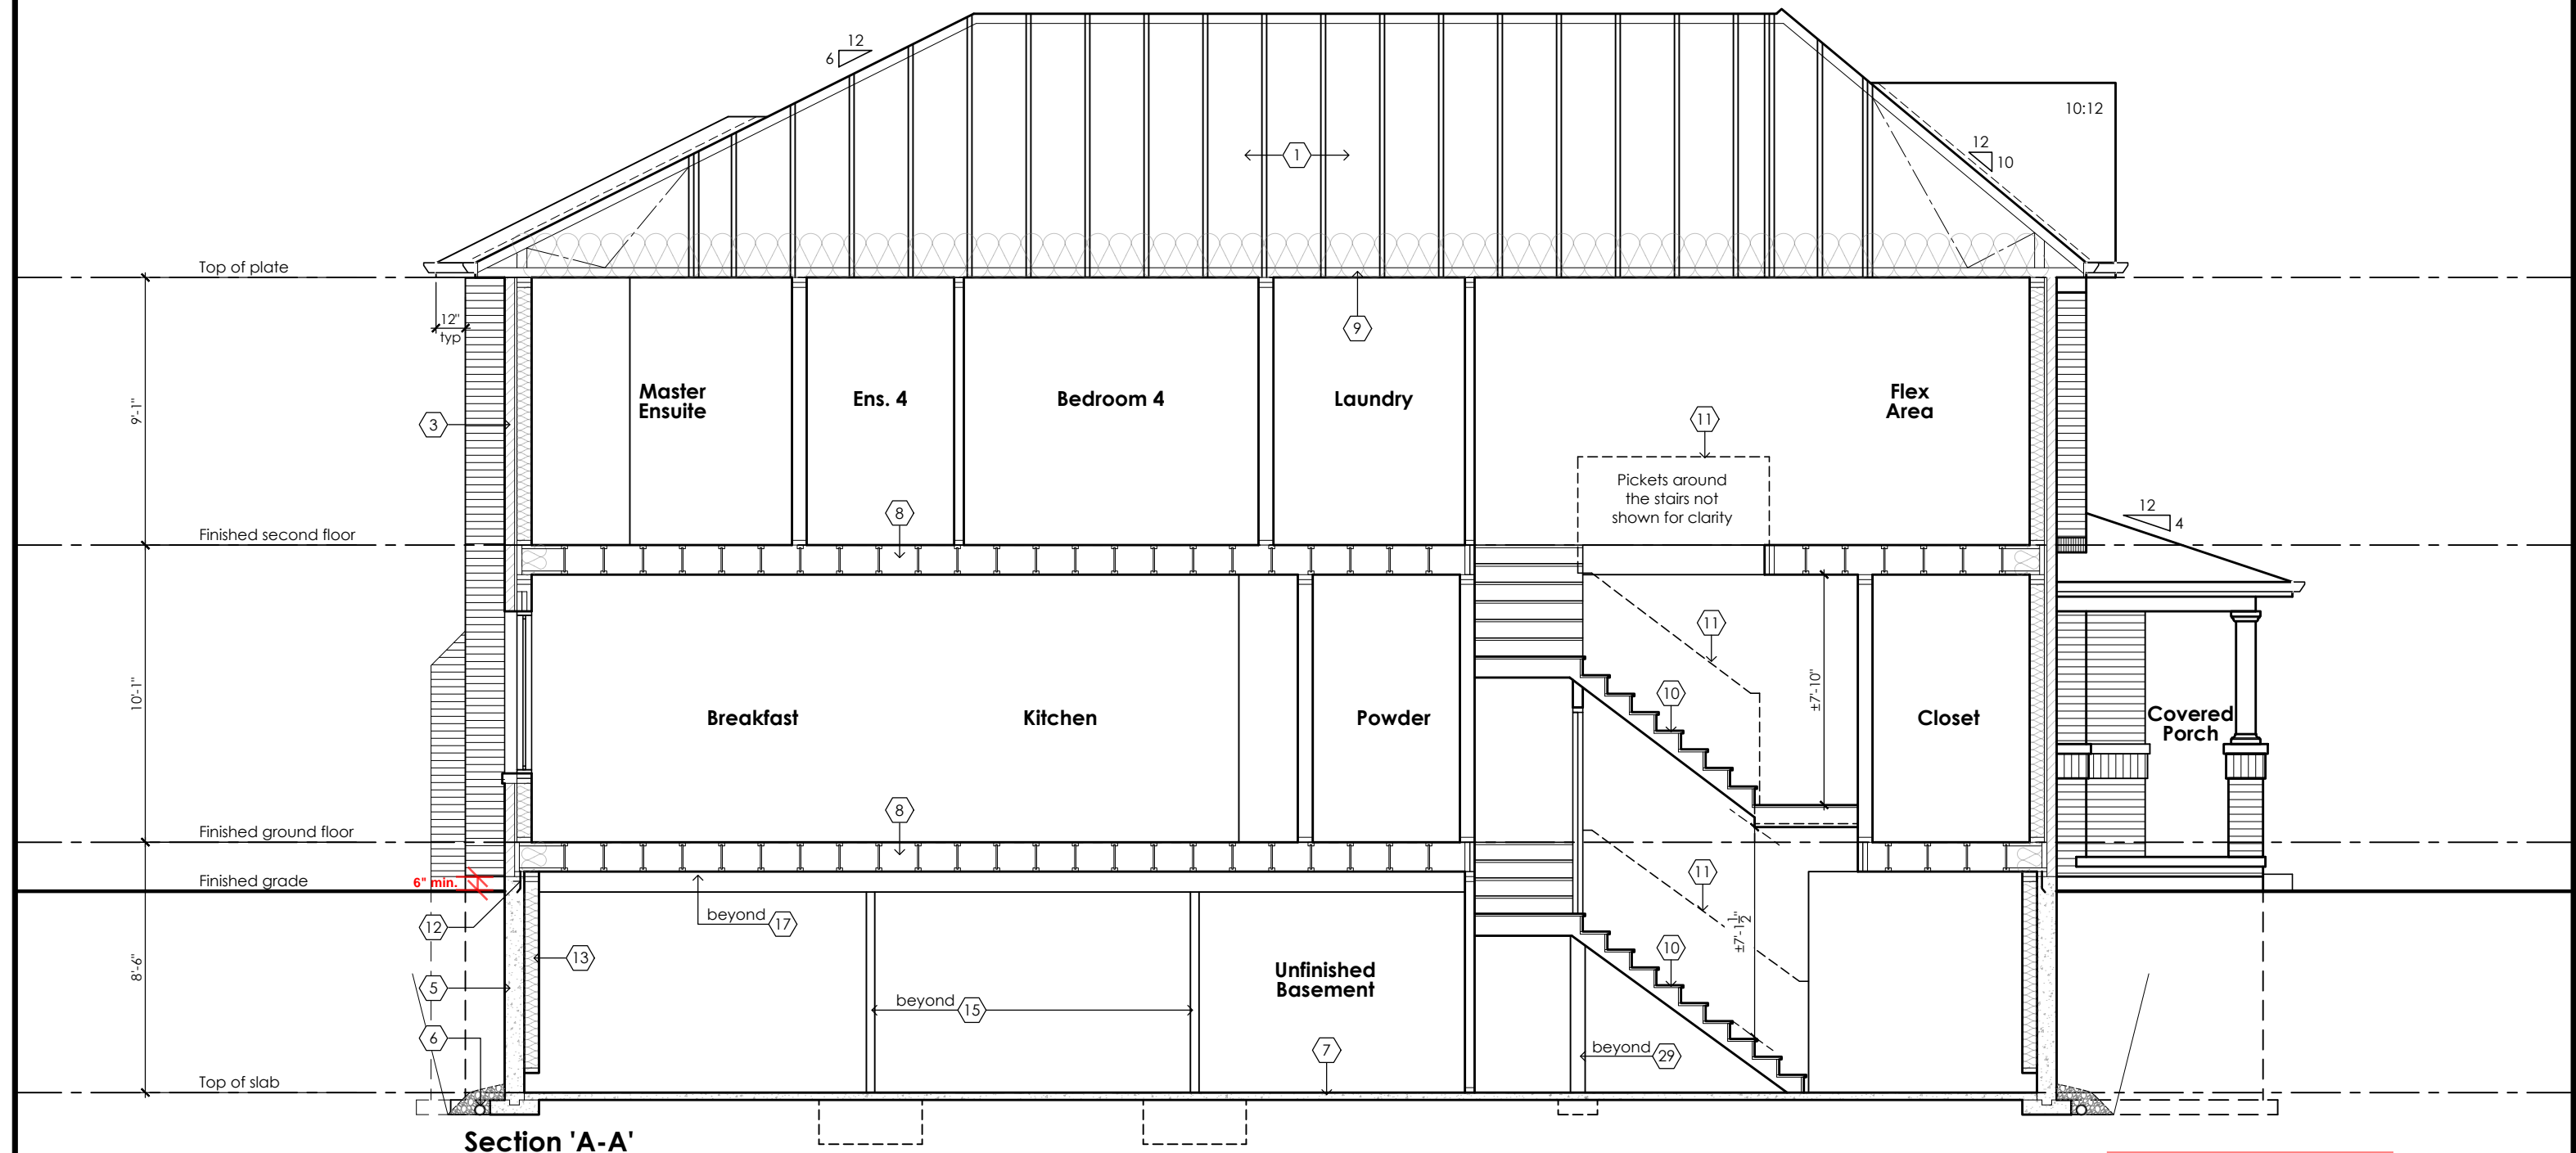 12
6
10:12
12
10
1
Top of plate
12"
typ
9
9'-1"
3
Master
Ensuite
Ens. 4
Bedroom 4
Laundry
Flex
Area
11
Pickets around
the stairs not
shown for clarity
8
12
4
Finished second floor
10'-1"
11
±7'-10"
10
Breakfast
Kitchen
Powder
Closet
Covered
Porch
8
Finished ground floor
Finished grade
6" min.
11
12
beyond 17
±7'-1 1/2"
13
10
8'-6"
5
Unfinished
Basement
beyond 15
6
7
beyond 29
Top of slab
Section 'A-A'